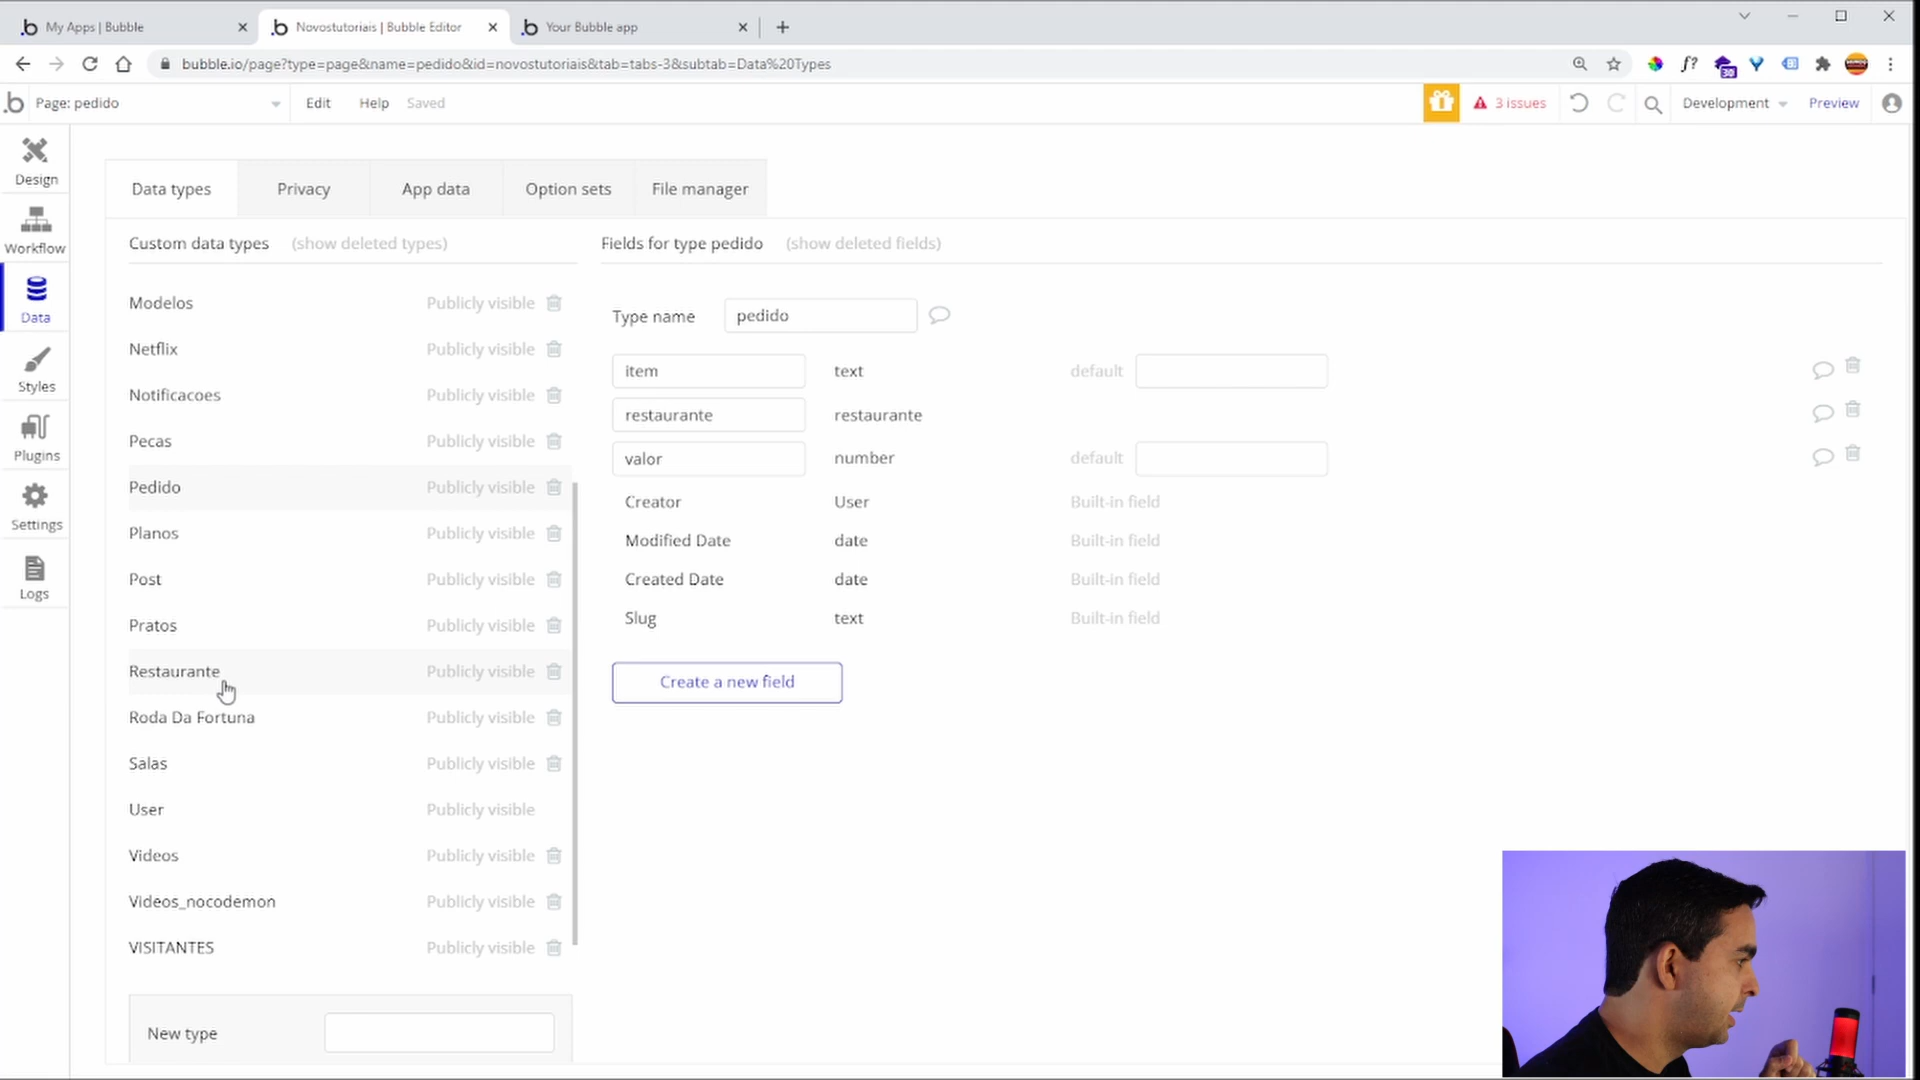 My Apps | Bubble
Novostutoriais | Bubble Editor
Your Bubble app
bubble.io/page?type=page&name=pedido&id=novostutoriais&tab=tabs-3&subtab=Data%20Types
f?
30
Page: pedido
Edit
Help
Saved
3 issues
Development
Preview
Design
Workflow
Data
Styles
Plugins
Settings
Logs
Data types
Privacy
App data
Option sets
File manager
Custom data types (show deleted types)
Modelos Publicly visible
Netflix Publicly visible
Notificacoes Publicly visible
Pecas Publicly visible
Pedido Publicly visible
Planos Publicly visible
Post Publicly visible
Pratos Publicly visible
Restaurante Publicly visible
Roda Da Fortuna Publicly visible
Salas Publicly visible
User Publicly visible
Videos Publicly visible
Videos_nocodemon Publicly visible
VISITANTES Publicly visible
New type
Fields for type pedido (show deleted fields)
Type name pedido
item text default
restaurante restaurante
valor number default
Creator User Built-in field
Modified Date date Built-in field
Created Date date Built-in field
Slug text Built-in field
Create a new field